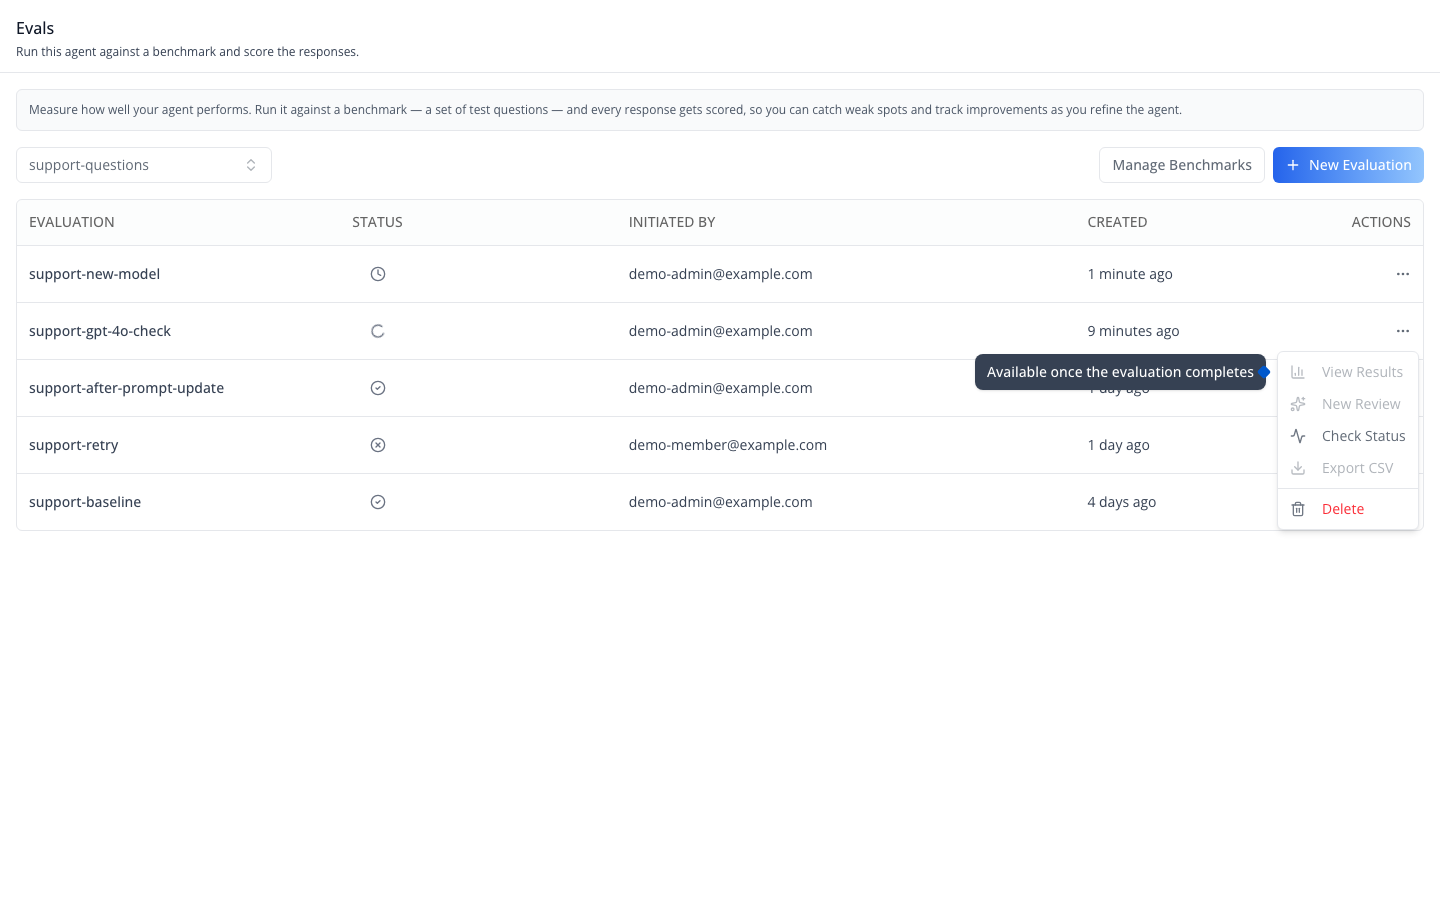 Evals
Run this agent against a benchmark and score the responses.
Measure how well your agent performs. Run it against a benchmark — a set of test questions — and every response gets scored, so you can catch weak spots and track improvements as you refine the agent.
support-questions
Manage Benchmarks
New Evaluation
EVALUATION STATUS INITIATED BY CREATED ACTIONS
support-new-model demo-admin@example.com 1 minute ago
support-gpt-4o-check demo-admin@example.com 9 minutes ago
support-after-prompt-update demo-admin@example.com 1 day ago
support-retry demo-member@example.com 1 day ago
support-baseline demo-admin@example.com 4 days ago
Available once the evaluation completes
View Results
New Review
Check Status
Export CSV
Delete